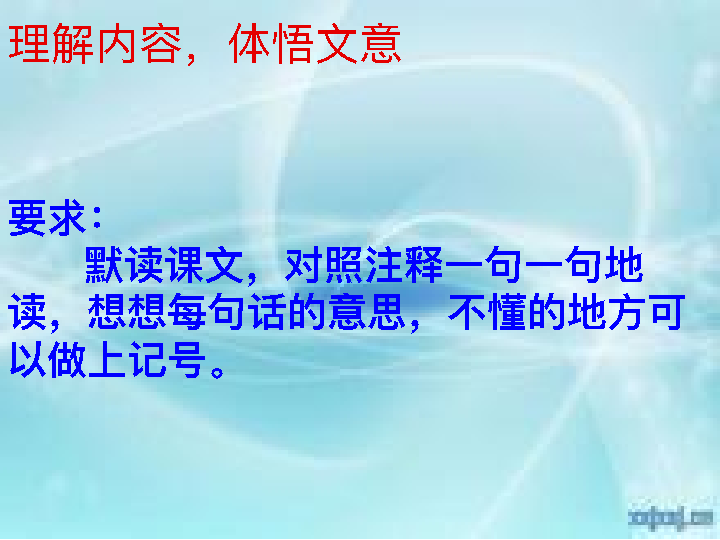 理解内容，体悟文意
要求：
默读课文，对照注释一句一句地
读，想想每句话的意思，不懂的地方可
以做上记号。